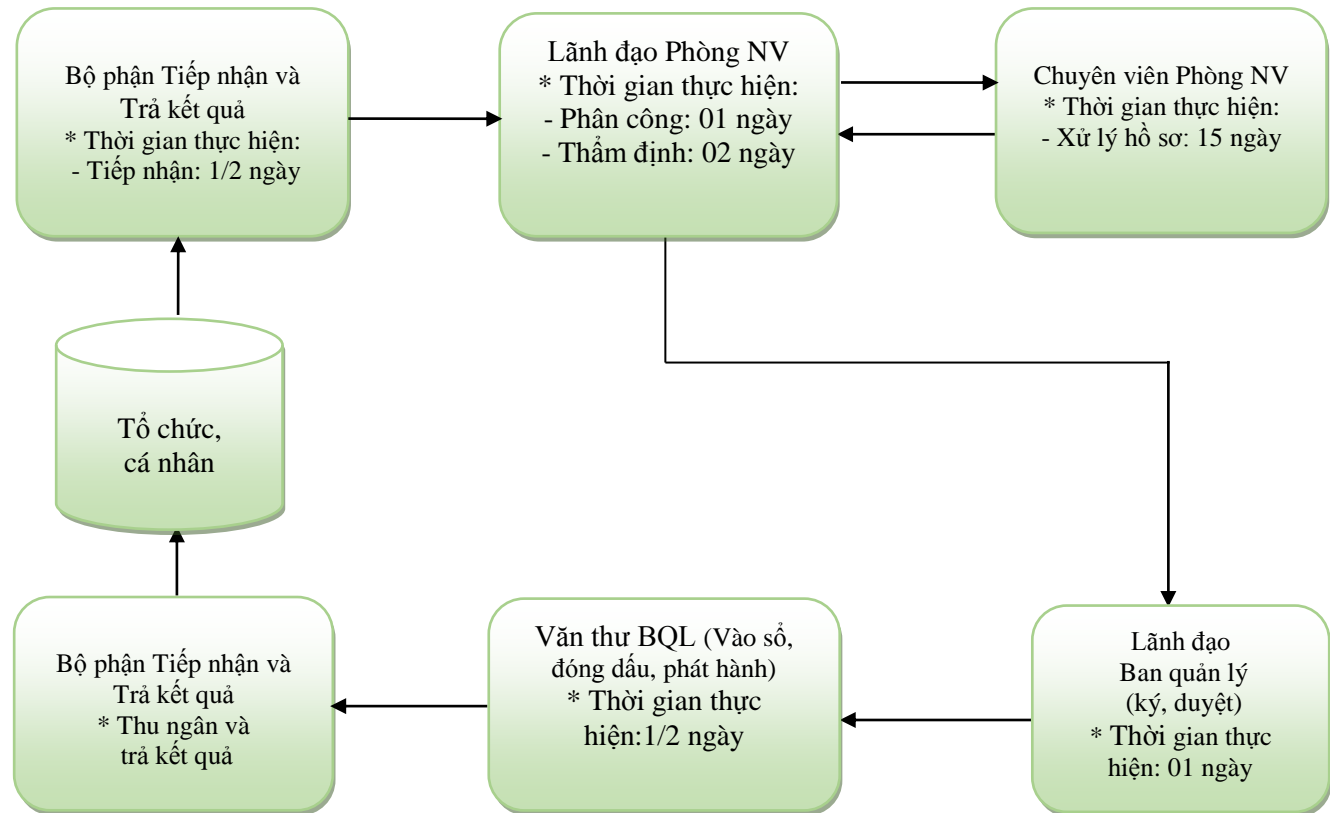 Bộ phận Tiếp nhận và
Trả kết quả
* Thời gian thực hiện:
- Tiếp nhận: 1/2 ngày
Lãnh đạo Phòng NV
* Thời gian thực hiện:
- Phân công: 01 ngày
- Thẩm định: 02 ngày
Chuyên viên Phòng NV
* Thời gian thực hiện:
- Xử lý hồ sơ: 15 ngày
Tổ chức,
cá nhân
Bộ phận Tiếp nhận và
Trả kết quả
* Thu ngân và
trả kết quả
Văn thư BQL (Vào sổ,
đóng dấu, phát hành)
* Thời gian thực
hiện:1/2 ngày
Lãnh đạo
Ban quản lý
(ký, duyệt)
* Thời gian thực
hiện: 01 ngày